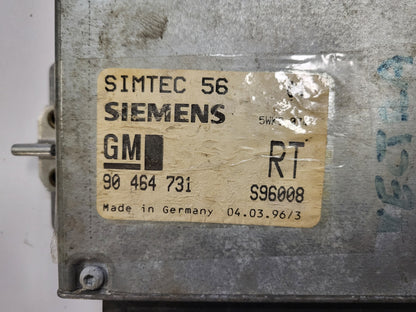 SIMTEC 56
SIEMENS
GM
RT
90 464 731
S96008
Made in Germany
04.03.96/3